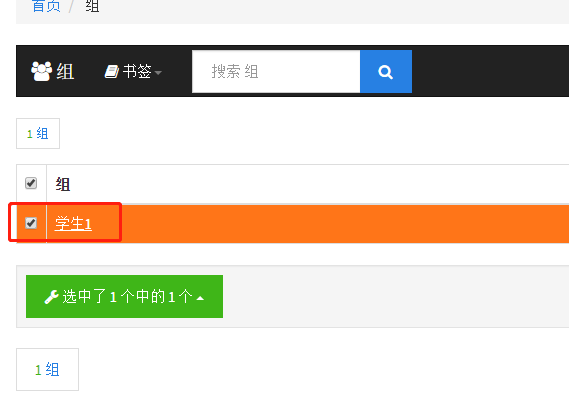 首页 / 组
组 书签 搜索 组
1 组
组
学生1
选中了 1 个中的 1 个
1 组